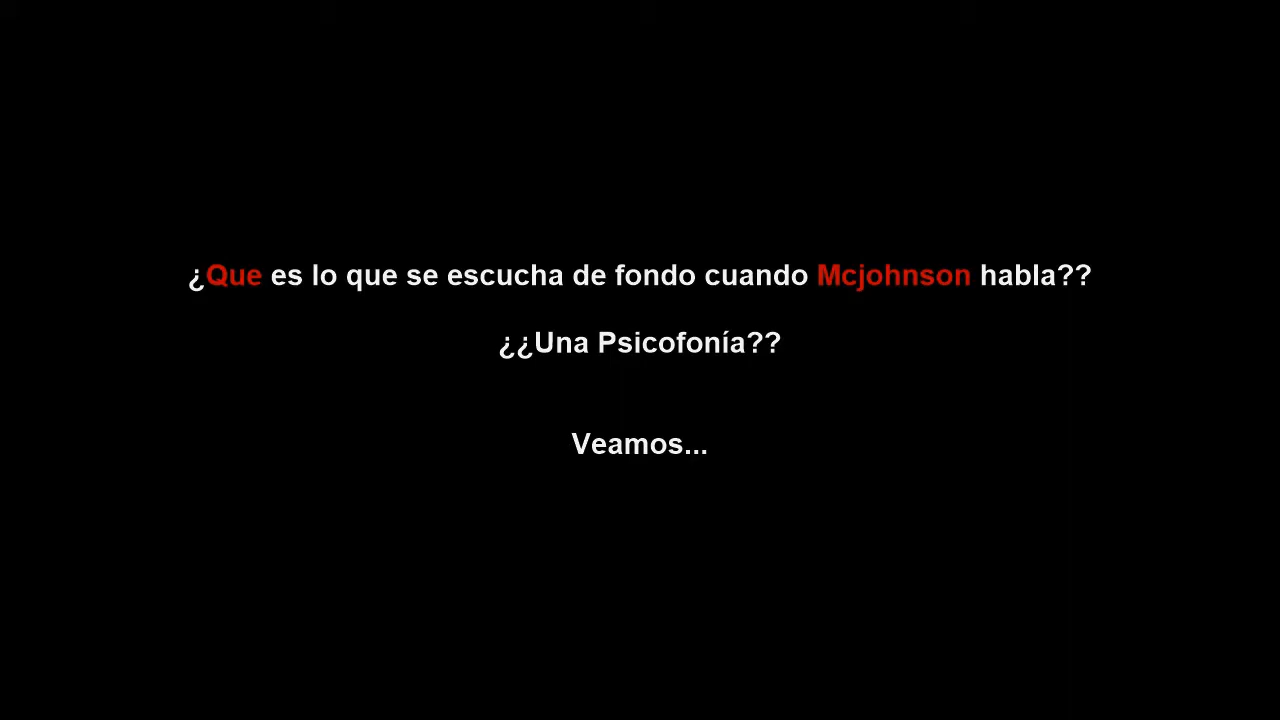 ¿Que es lo que se escucha de fondo cuando Mcjohnson habla??
¿¿Una Psicofonía??
Veamos...